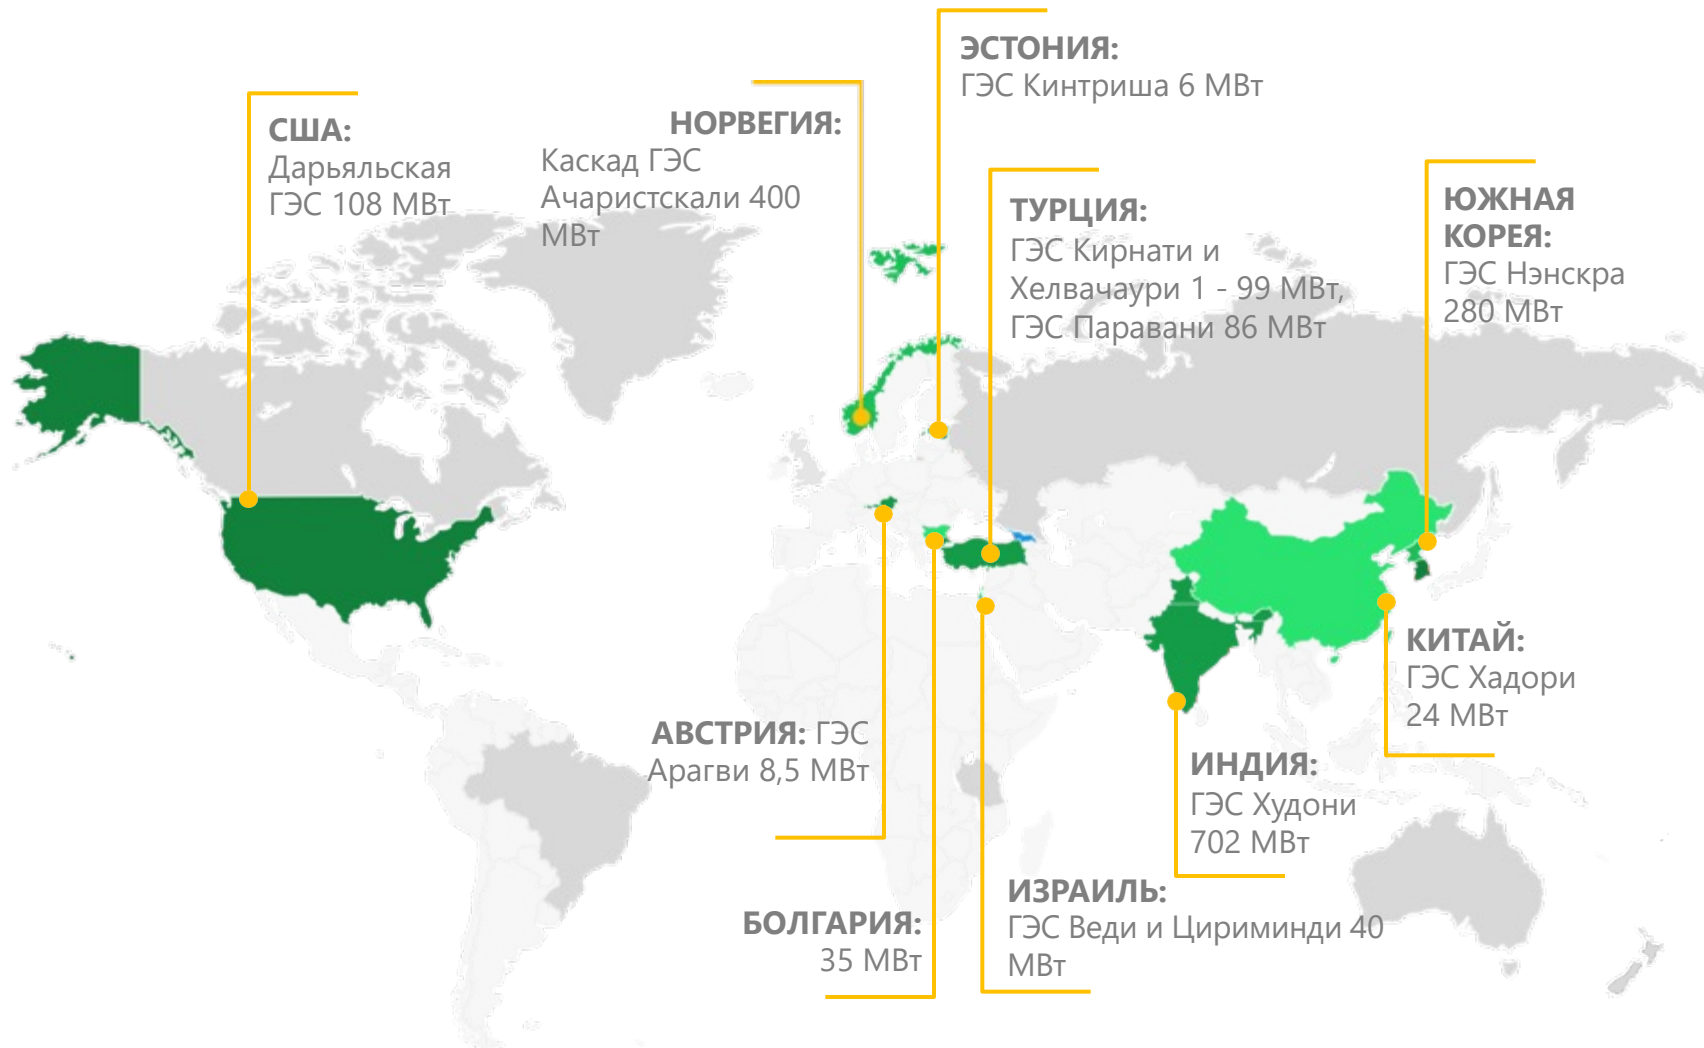 ЭСТОНИЯ:
ГЭС Кинтриша 6 МВт
США:
Дарьяльская
ГЭС 108 МВт
НОРВЕГИЯ:
Каскад ГЭС
Ачаристскали 400
МВт
ТУРЦИЯ:
ГЭС Кирнати и
Хелвачаури 1 - 99 МВт,
ГЭС Паравани 86 МВт
ЮЖНАЯ
КОРЕЯ:
ГЭС Нэнскра
280 МВт
КИТАЙ:
ГЭС Хадори
24 МВт
АВСТРИЯ: ГЭС
Арагви 8,5 МВт
ИНДИЯ:
ГЭС Худони
702 МВт
ИЗРАИЛЬ:
ГЭС Веди и Цириминди 40
МВт
БОЛГАРИЯ:
35 МВт